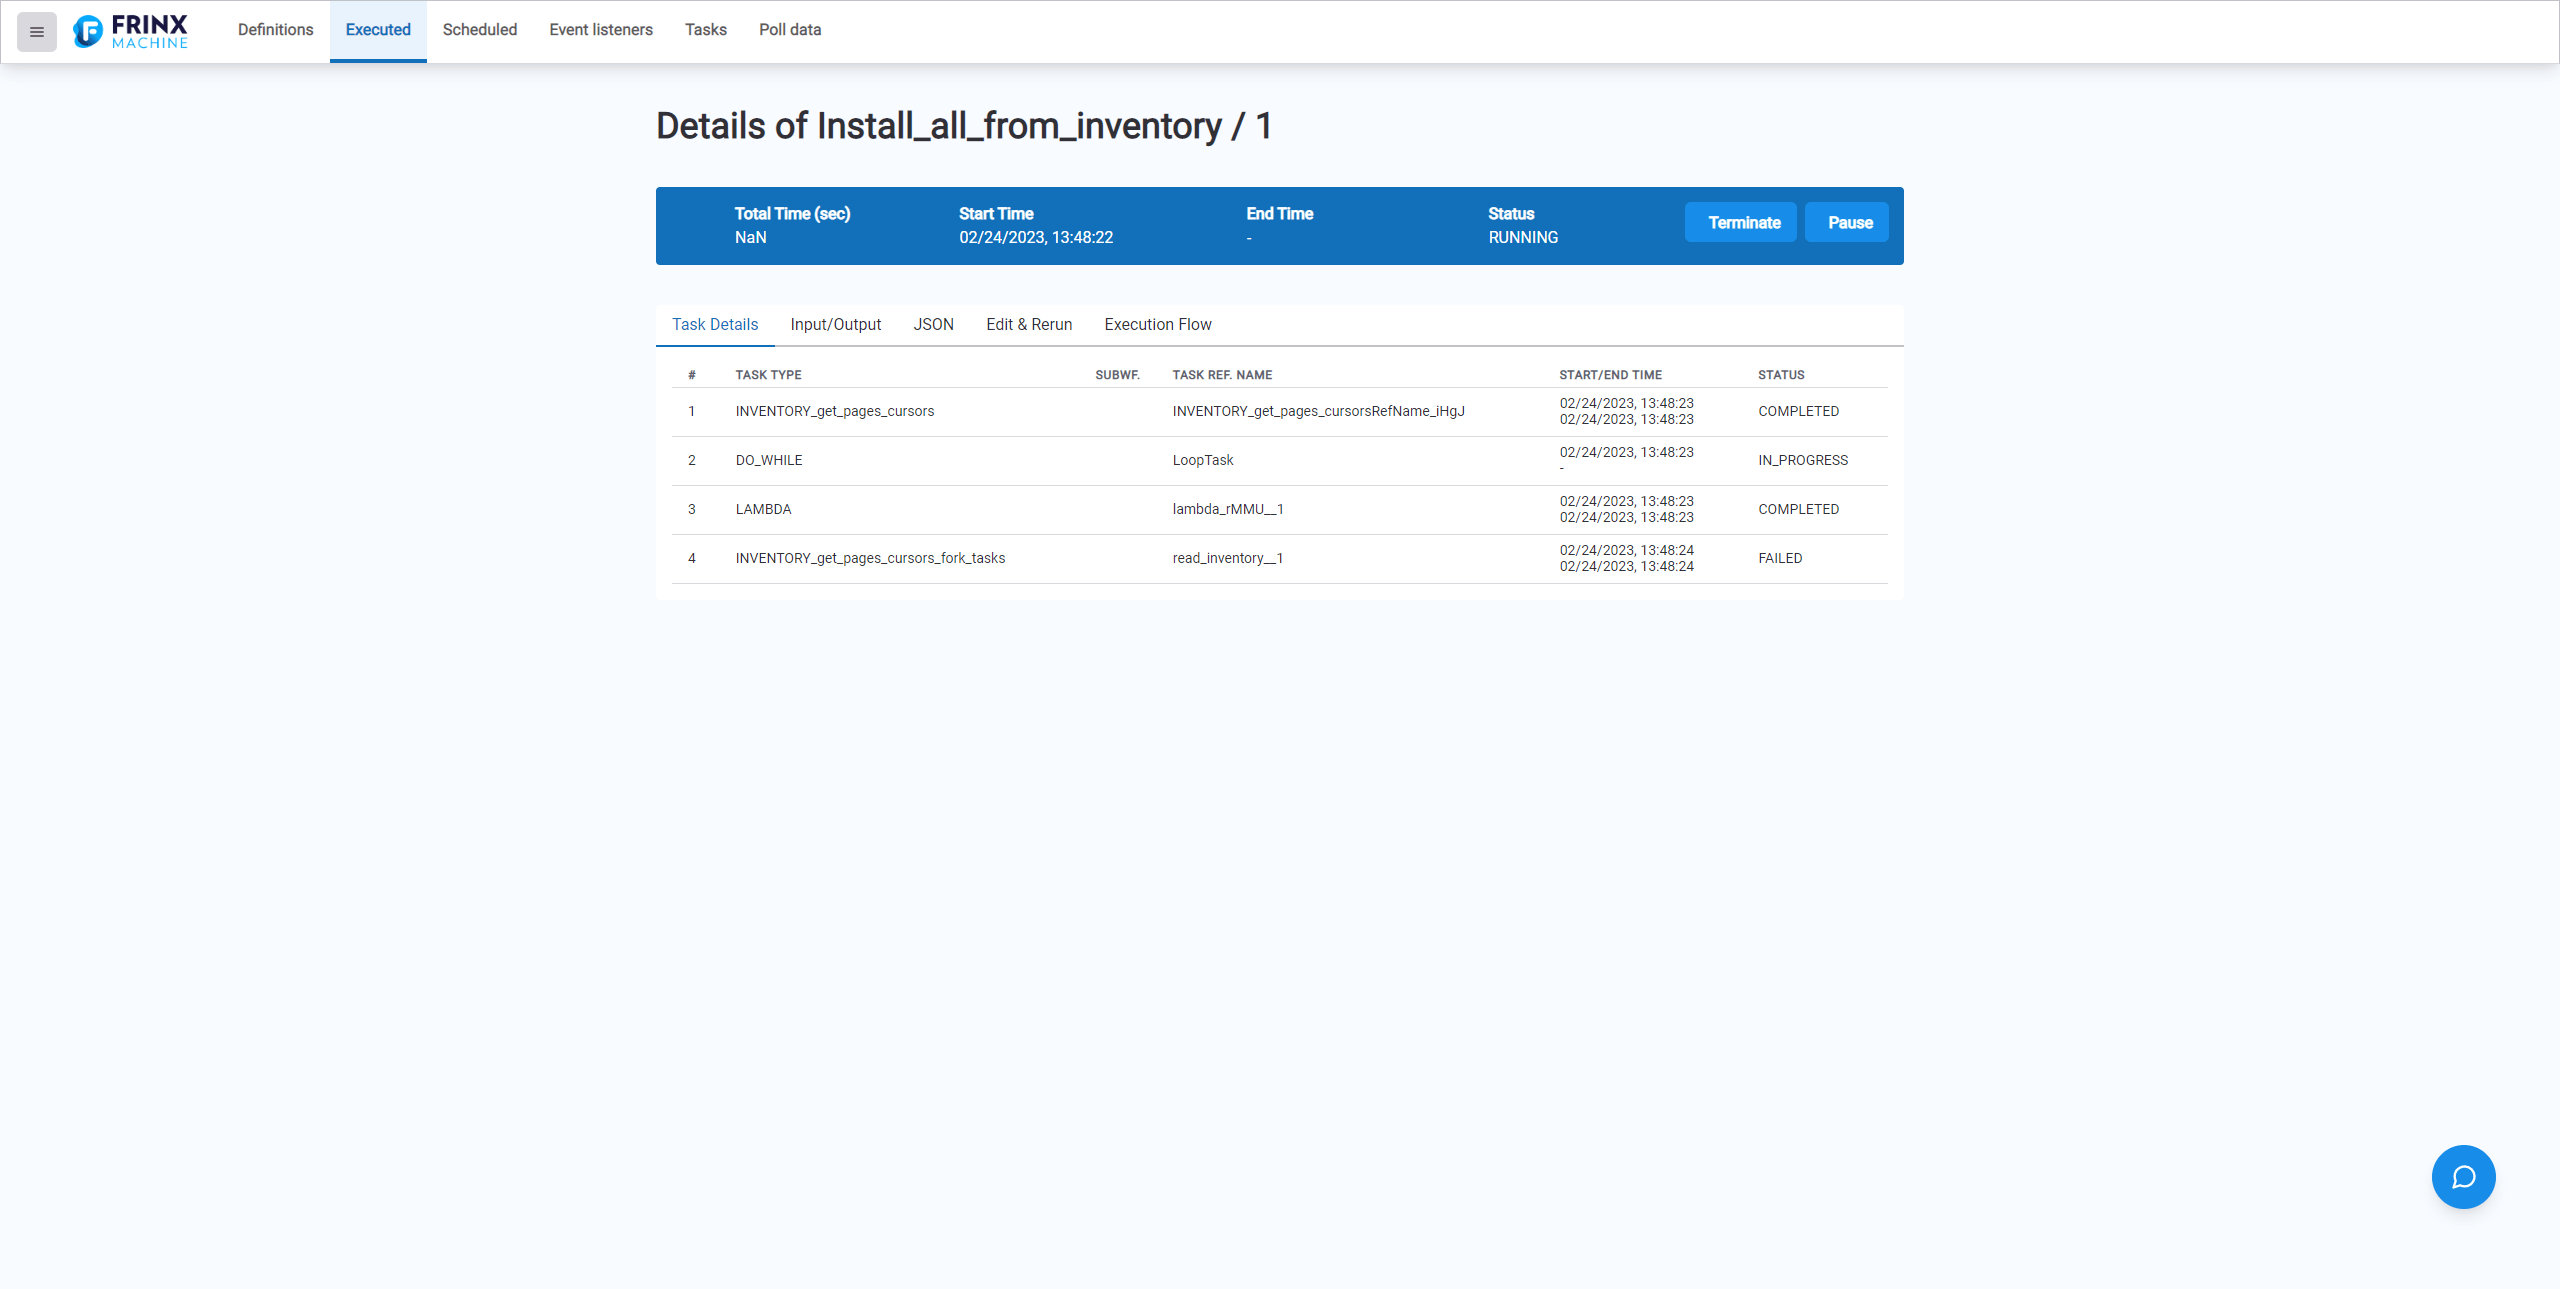 FRINX MACHINE
Definitions Executed Scheduled Event listeners Tasks Poll data
Details of Install_all_from_inventory / 1
Total Time (sec) Start Time End Time Status
NaN 02/24/2023, 13:48:22 - RUNNING
Terminate Pause
Task Details Input/Output JSON Edit & Rerun Execution Flow
# TASK TYPE SUBWF. TASK REF. NAME START/END TIME STATUS
1 INVENTORY_get_pages_cursors INVENTORY_get_pages_cursorsRefName_iHgJ 02/24/2023, 13:48:23 COMPLETED
02/24/2023, 13:48:23
2 DO_WHILE LoopTask 02/24/2023, 13:48:23 IN_PROGRESS
-
3 LAMBDA lambda_rMMU__1 02/24/2023, 13:48:23 COMPLETED
02/24/2023, 13:48:23
4 INVENTORY_get_pages_cursors_fork_tasks read_inventory__1 02/24/2023, 13:48:24 FAILED
02/24/2023, 13:48:24